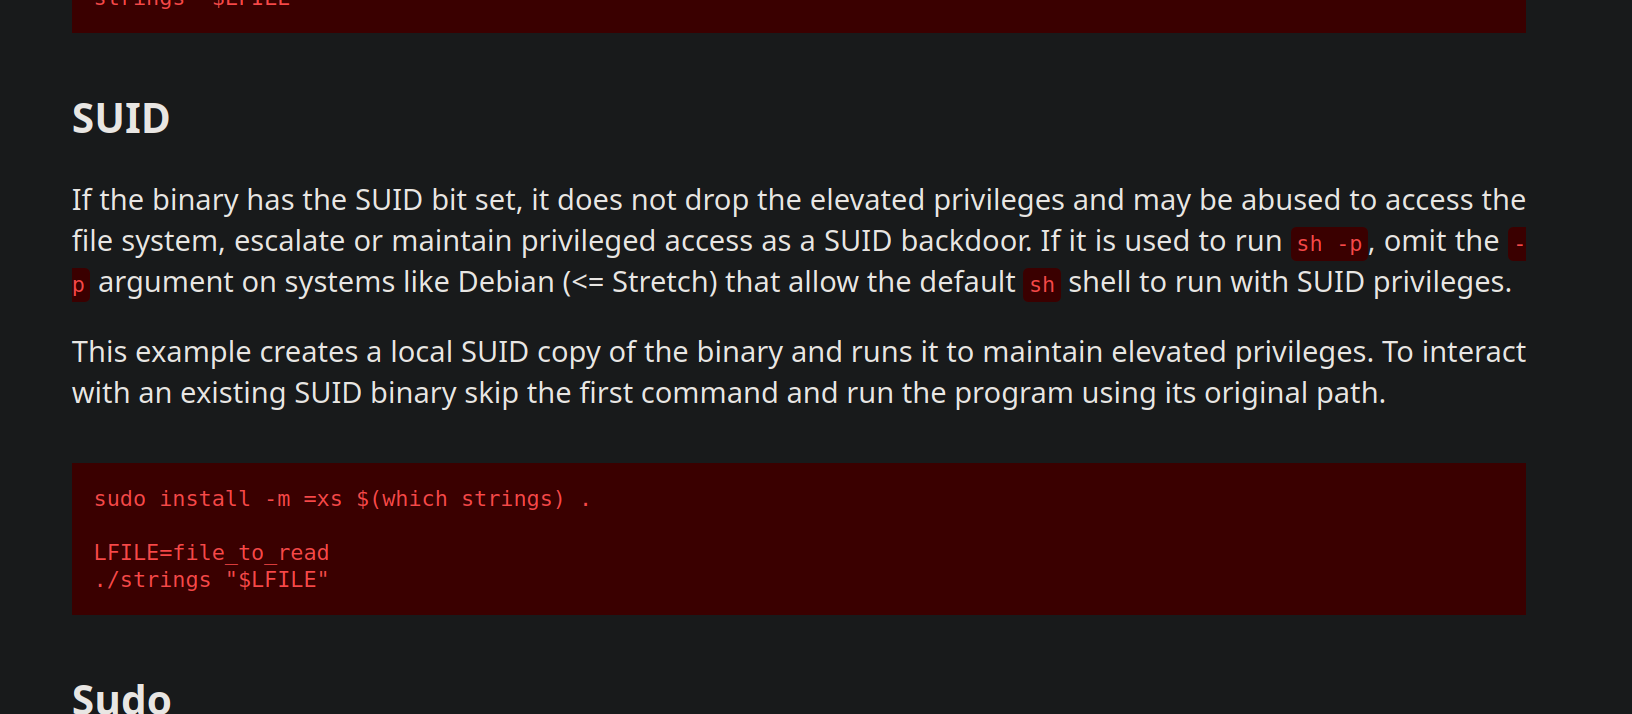 strings "$LFILE"
SUID
If the binary has the SUID bit set, it does not drop the elevated privileges and may be abused to access the
file system, escalate or maintain privileged access as a SUID backdoor. If it is used to run sh -p, omit the -
p argument on systems like Debian (<= Stretch) that allow the default sh shell to run with SUID privileges.
This example creates a local SUID copy of the binary and runs it to maintain elevated privileges. To interact
with an existing SUID binary skip the first command and run the program using its original path.
sudo install -m =xs $(which strings) .
LFILE=file_to_read
./strings "$LFILE"
Sudo